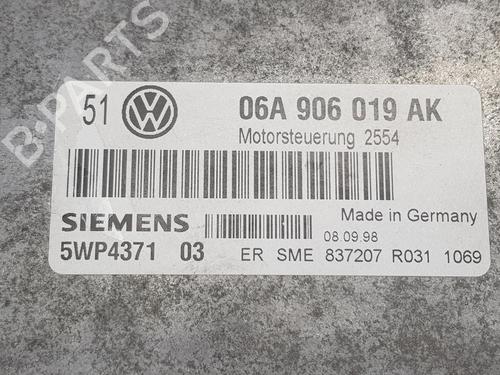 B-PARTS
51 VW 06A 906 019 AK
Motorsteuerung 2554
SIEMENS
Made in Germany
08.09.98
5WP4371 03 ER SME 837207 R031 1069